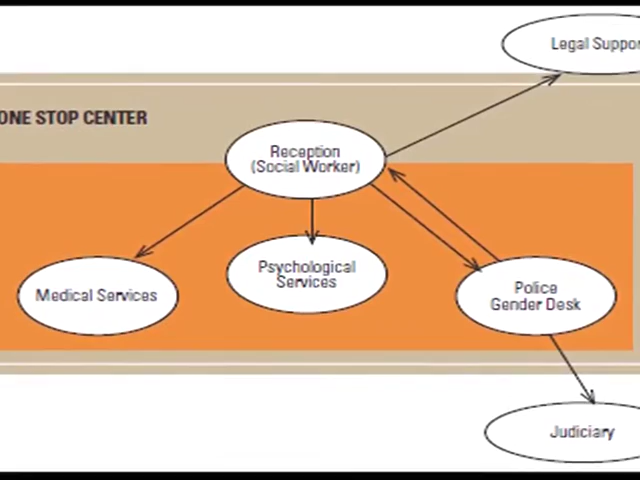 Legal Suppor
ONE STOP CENTER
Reception
(Social Worker)
Psychological
Services
Medical Services
Police
Gender Desk
Judiciary